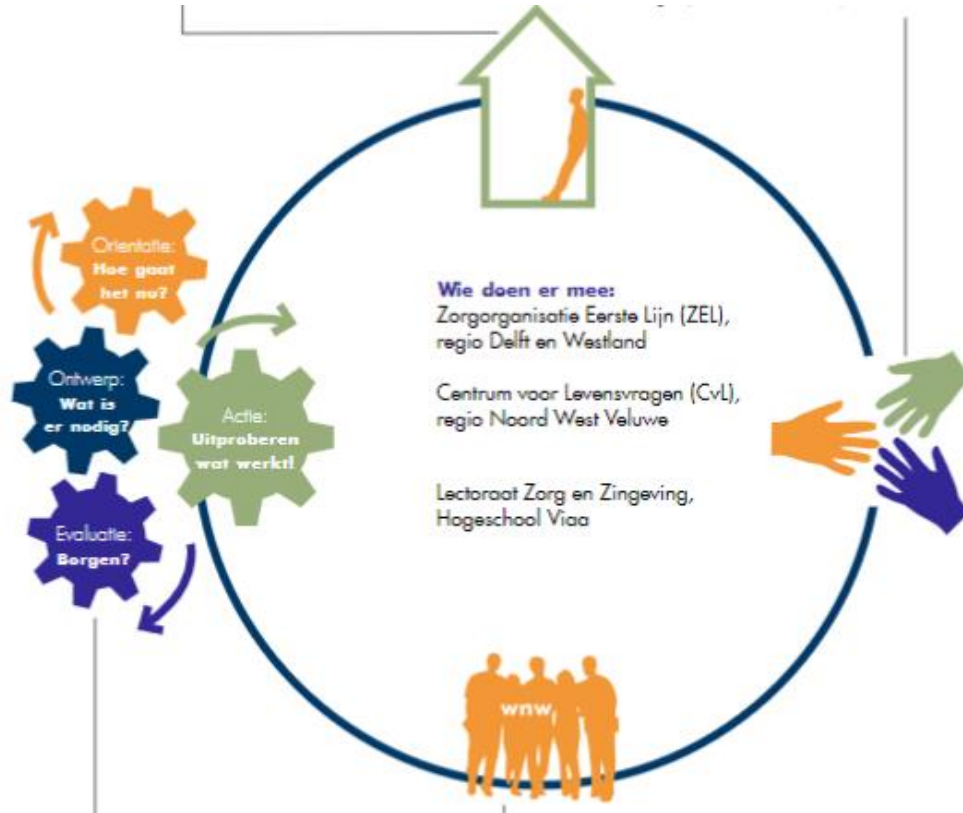 Orientatie:
Hoe gaat
het nu?
Ontwerp:
Wat is
er nodig?
Actie:
Uitproberen
wat werkt!
Evaluatie:
Borgen?
Wie doen er mee:
Zorgorganisatie Eerste Lijn (ZEL),
regio Delft en Westland
Centrum voor Levensvragen (CvL),
regio Noord West Veluwe
Lectoraat Zorg en Zingeving,
Hogeschool Viaa
wnw